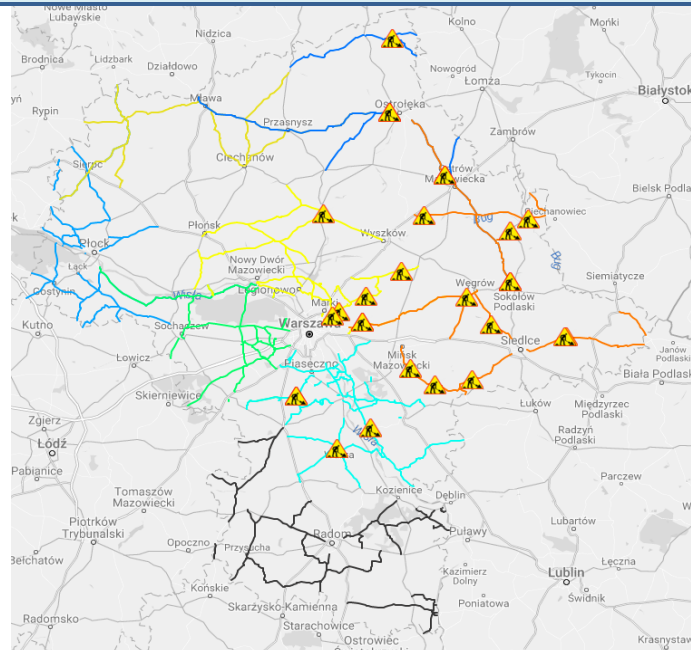 Nowe Miasto
Lubawskie
Kolno
Mońki
Nidzica
Brodnica
Lidzbark
Działdowo
Nowogród
Łomża
Tykocin
Białystok
Rypin
Mława
Ostrołęka
Przasnysz
Zambrów
Sierpc
Ciechanów
Mazowiecka
Bielsk Podla
Ciechanowiec
Płońsk
Bug
Wyszków
Płock
Łąck
Nowy Dwór
Mazowiecki
Bug
Siemiatycze
Gostynin
Wisła
Legionowo
Węgrów
Sokołów
Podlaski
Marki
Kutno
Sochaczew
Warszawa
Siedlce
Łowicz
Piaseczno
Mińsk
Mazowiecki
Janów
Podlaski
Biała Podlask
Skierniewice
Łuków
Międzyrzec
Podlaski
Zgierz
Łódź
Wisła
Radzyń
Podlaski
Pabianice
Kozienice
Dęblin
Parczew
Tomaszów
Mazowiecki
Piotrków
Trybunalski
Opoczno
Przysucha
Radom
Puławy
Lubartów
Bełchatów
Łęczna
Końskie
Kazimierz
Dolny
Lublin
Poniatowa
Świdnik
Radomsko
Skarżysko-Kamienna
Starachowice
Ostrowiec
Krasnystaw